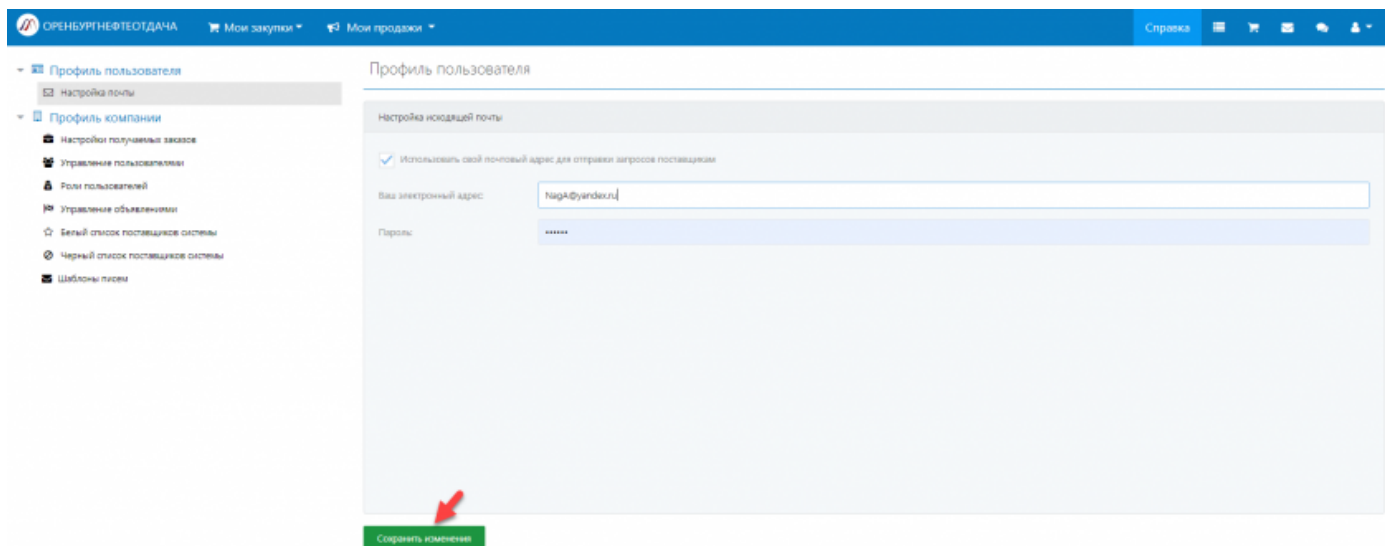 ОРЕНБУРГНЕФТЕОТДАЧА Мои закупки Мои продажи Справка
Профиль пользователя
Настройка почты
Профиль компании
Настройки получаемых заказов
Управление пользователями
Роли пользователей
Управление объявлениями
Белый список поставщиков системы
Черный список поставщиков системы
Шаблоны писем
Профиль пользователя
Настройка исходящей почты
Использовать свой почтовый адрес для отправки запросов поставщикам
Ваш электронный адрес: NagA@yandex.ru
Пароль: ••••••
Сохранить изменения